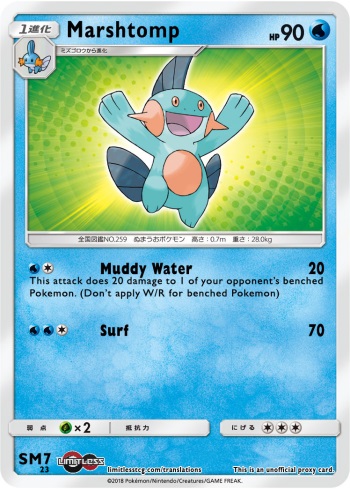 1進化
Marshtomp
HP 90
ミズゴロウから進化
全国図鑑NO.259 ぬまうおポケモン 高さ:0.7m 重さ:28.0kg
Muddy Water 20
This attack does 20 damage to 1 of your opponent's benched
Pokemon. (Don't apply W/R for benched Pokemon)
Surf 70
弱点 ×2 抵抗力 にげる
SM7
23
LIMITLESS
limitlesstcg.com/translations
This is an unofficial proxy card.
©2018 Pokémon/Nintendo/Creatures/GAME FREAK.